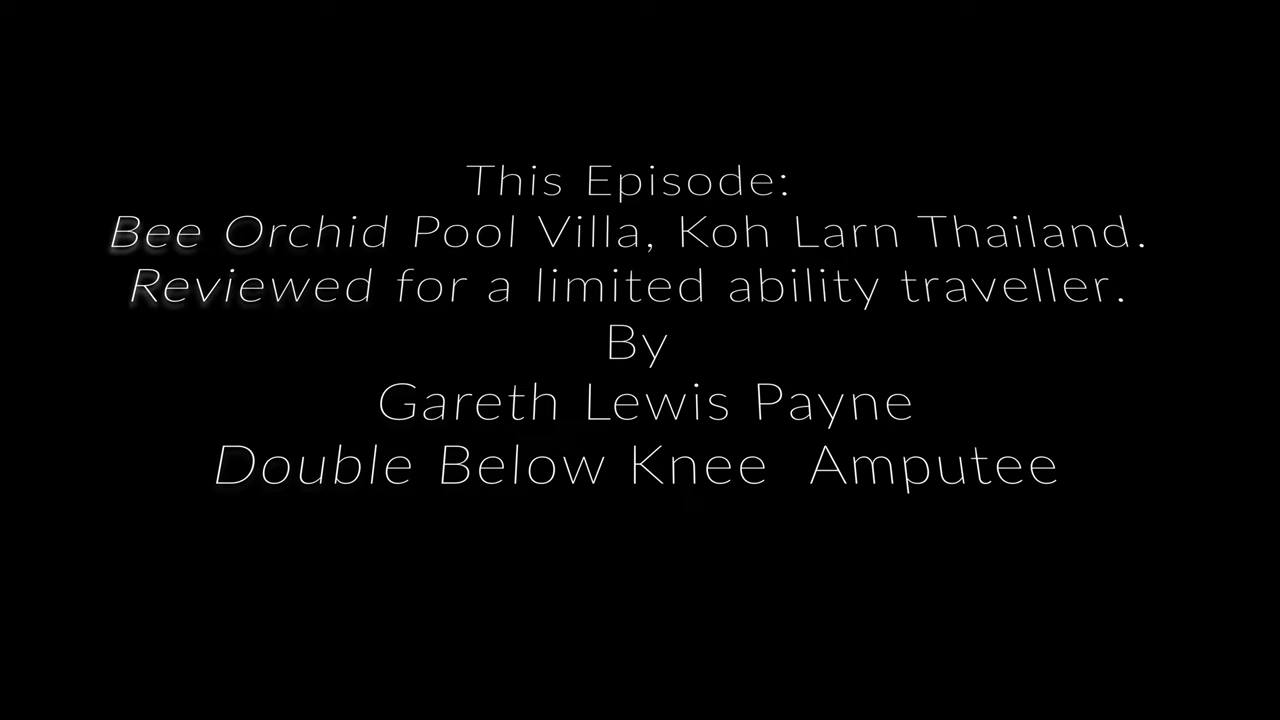 This Episode:
Bee Orchid Pool Villa, Koh Larn Thailand.
Reviewed for a limited ability traveller.
By
Gareth Lewis Payne
Double Below Knee Amputee